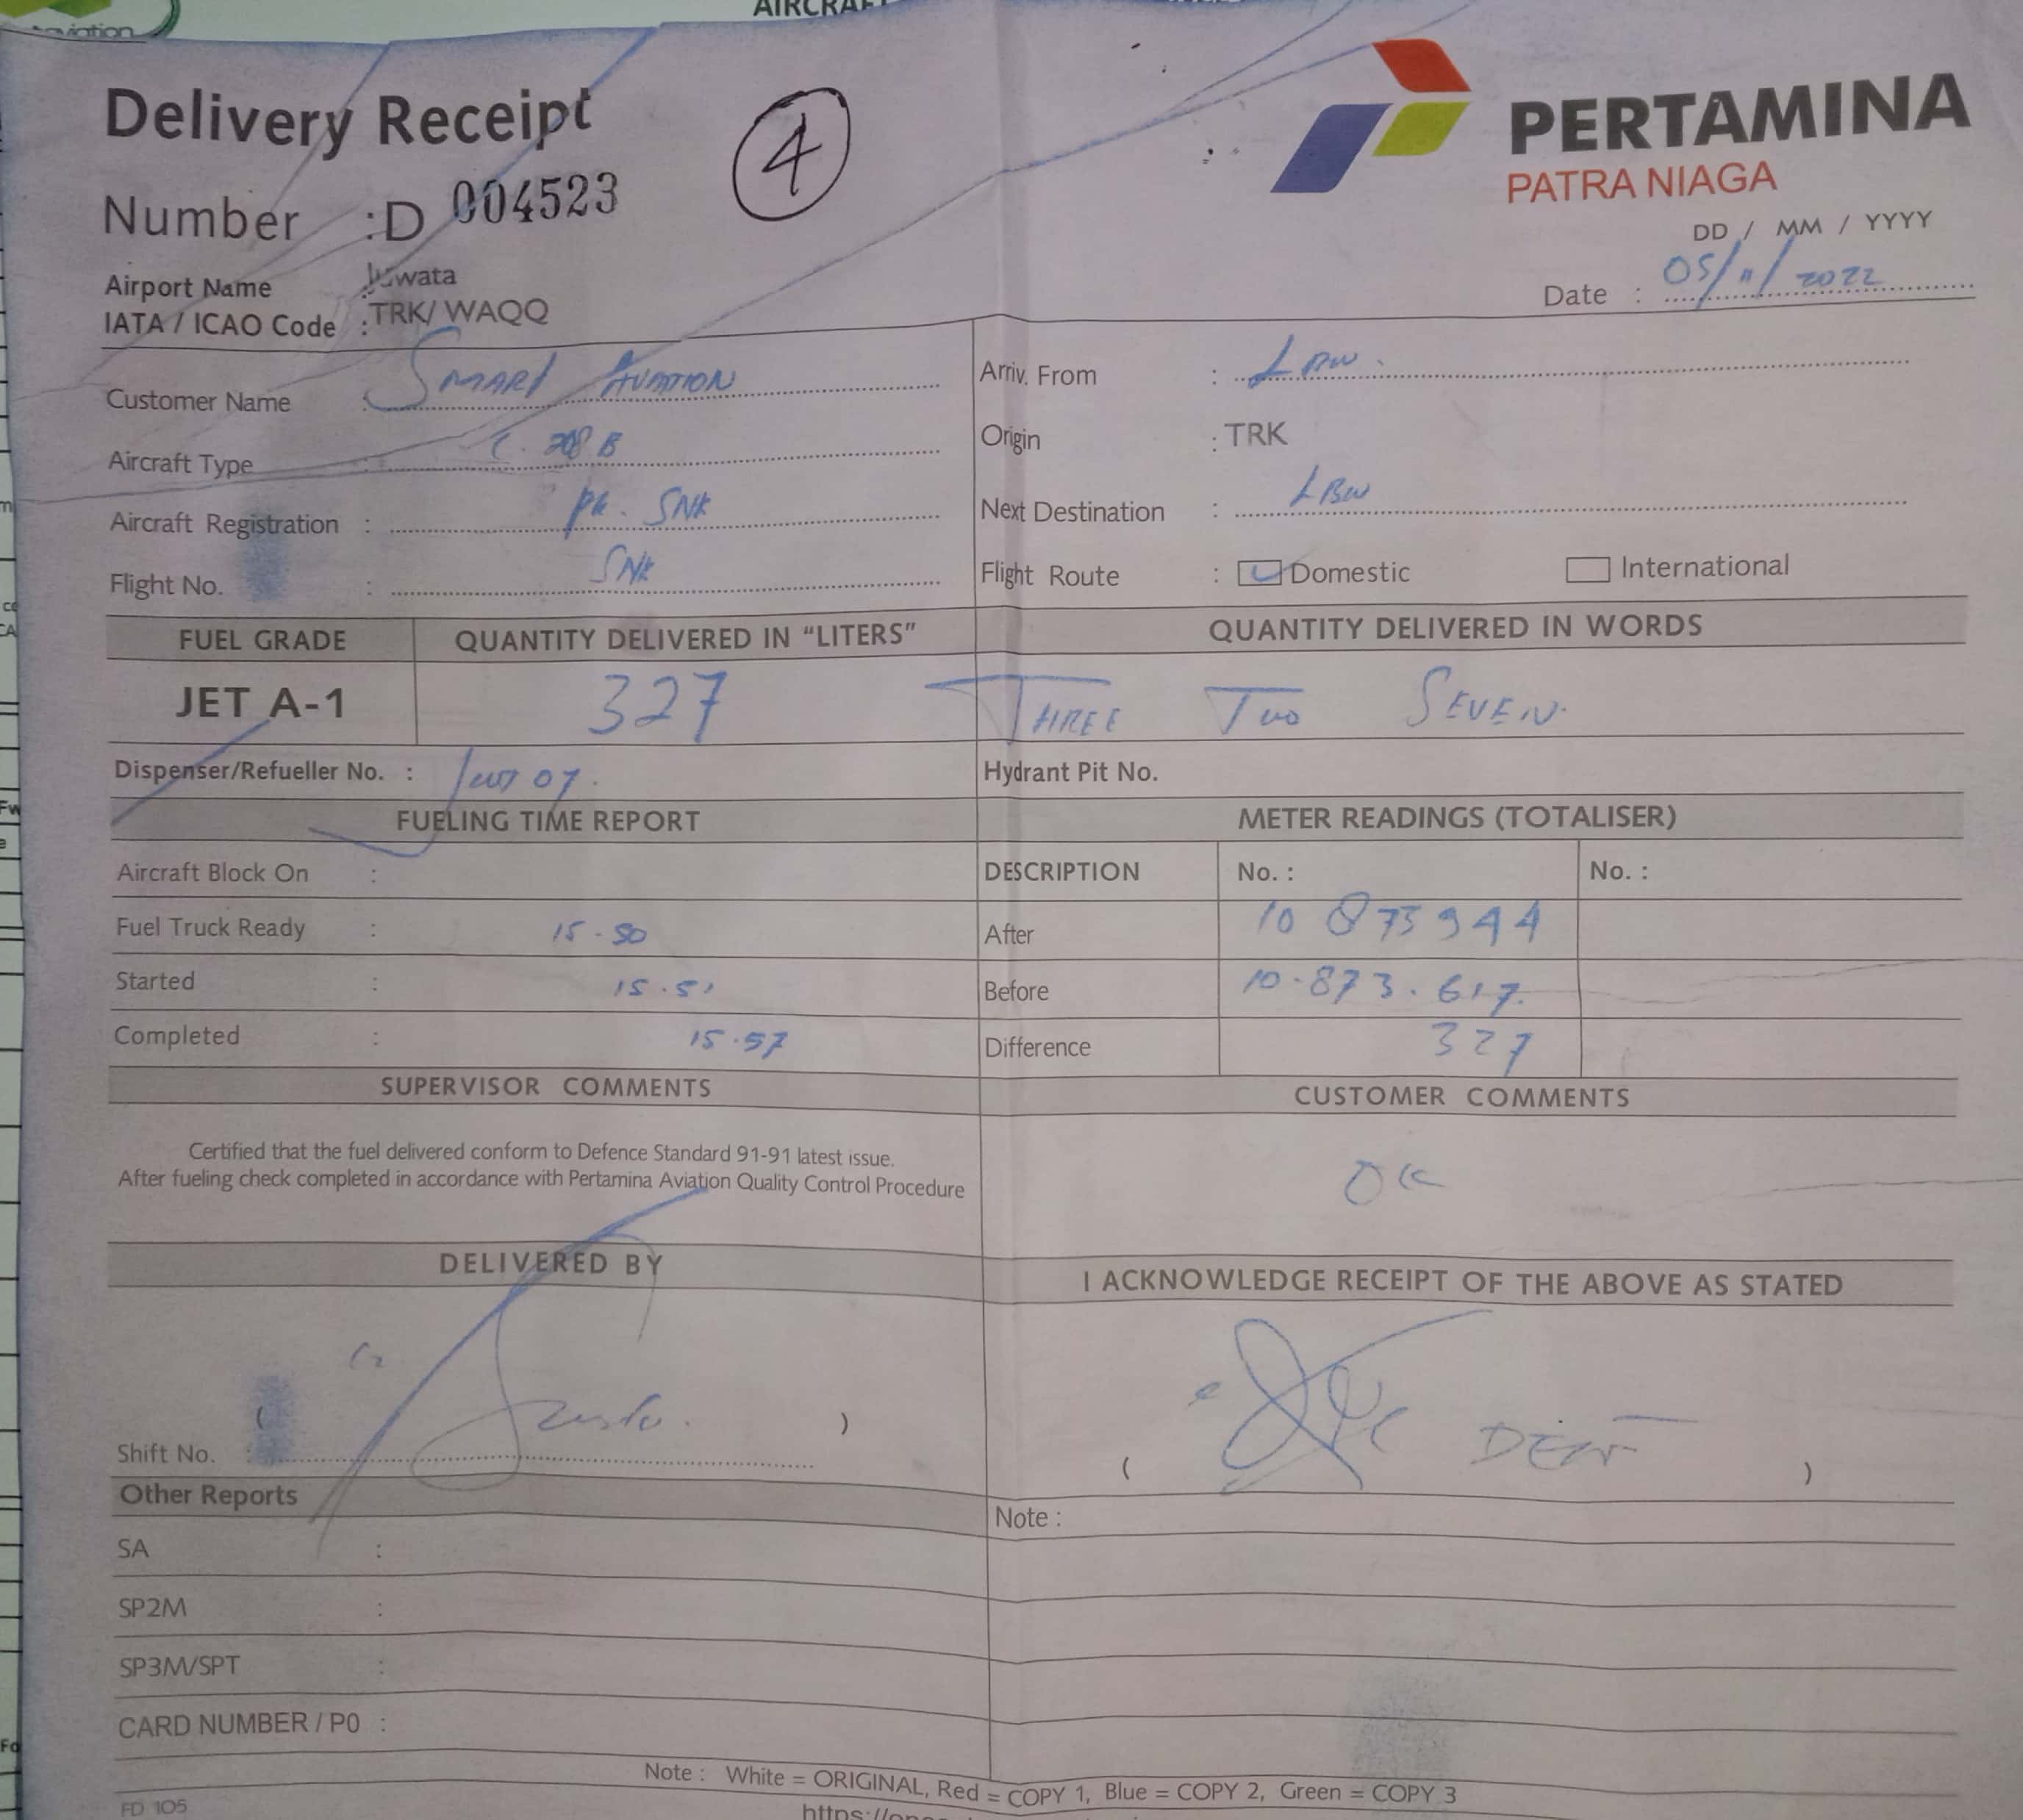 AIRCRAFT
aviation
Delivery Receipt
4
PERTAMINA
PATRA NIAGA
Number :D 004523
DD / MM / YYYY
Date : 05/11/2022
Airport Name Juwata
IATA / ICAO Code : TRK/ WAQQ
Customer Name : SMART AVIATION
Arriv. From : LBW.
Aircraft Type : C. 208 B
Origin : TRK
Aircraft Registration : PK. SNK
Next Destination : LBW
Flight No. : SNK
Flight Route : Domestic International
FUEL GRADE QUANTITY DELIVERED IN "LITERS" QUANTITY DELIVERED IN WORDS
JET A-1 327 THREE TWO SEVEN.
Dispenser/Refueller No. : 07. Hydrant Pit No.
FUELING TIME REPORT METER READINGS (TOTALISER)
Aircraft Block On : DESCRIPTION No. : No. :
Fuel Truck Ready : 15-50 After 10 873944
Started : 15.51 Before 10.873.617.
Completed : 15.57 Difference 327
SUPERVISOR COMMENTS CUSTOMER COMMENTS
Certified that the fuel delivered conform to Defence Standard 91-91 latest issue.
After fueling check completed in accordance with Pertamina Aviation Quality Control Procedure
OK
DELIVERED BY I ACKNOWLEDGE RECEIPT OF THE ABOVE AS STATED
( )
Shift No.
( )
Other Reports Note :
SA :
SP2M :
SP3M/SPT :
CARD NUMBER / P0 :
Note : White = ORIGINAL, Red = COPY 1, Blue = COPY 2, Green = COPY 3
FD 105